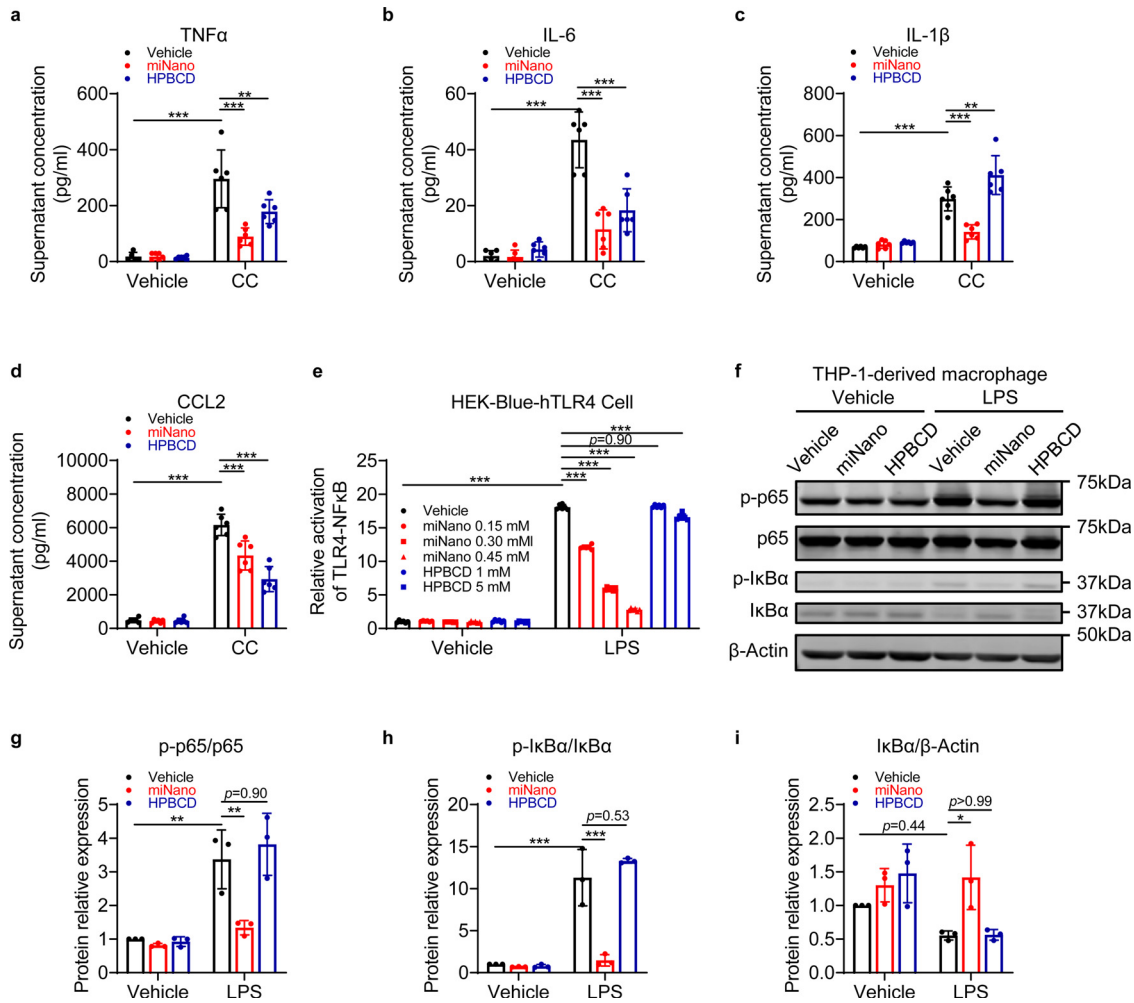 a
TNFα
Vehicle
miNano
HPBCD
Supernatant concentration
(pg/ml)
600
400
200
0
***
***
**
Vehicle
CC
b
IL-6
Vehicle
miNano
HPBCD
Supernatant concentration
(pg/ml)
60
40
20
0
***
***
***
Vehicle
CC
c
IL-1β
Vehicle
miNano
HPBCD
Supernatant concentration
(pg/ml)
800
600
400
200
0
***
**
***
Vehicle
CC
d
CCL2
Vehicle
miNano
HPBCD
Supernatant concentration
(pg/ml)
10000
8000
6000
4000
2000
0
***
***
***
Vehicle
CC
e
HEK-Blue-hTLR4 Cell
Relative activation
of TLR4-NFκB
25
20
15
10
5
0
***
p=0.90
***
***
***
***
Vehicle
miNano 0.15 mM
miNano 0.30 mMl
miNano 0.45 mM
HPBCD 1 mM
HPBCD 5 mM
Vehicle
LPS
f
THP-1-derived macrophage
Vehicle
LPS
Vehicle
miNano
HPBCD
Vehicle
miNano
HPBCD
p-p65
75kDa
p65
75kDa
p-IκBα
37kDa
IκBα
37kDa
50kDa
β-Actin
g
p-p65/p65
Vehicle
miNano
HPBCD
Protein relative expression
5
4
3
2
1
0
p=0.90
**
**
Vehicle
LPS
h
p-IκBα/IκBα
Vehicle
miNano
HPBCD
Protein relative expression
20
15
10
5
0
p=0.53
***
***
Vehicle
LPS
i
IκBα/β-Actin
Vehicle
miNano
HPBCD
Protein relative expression
2.5
2.0
1.5
1.0
0.5
0.0
p>0.99
*
p=0.44
Vehicle
LPS